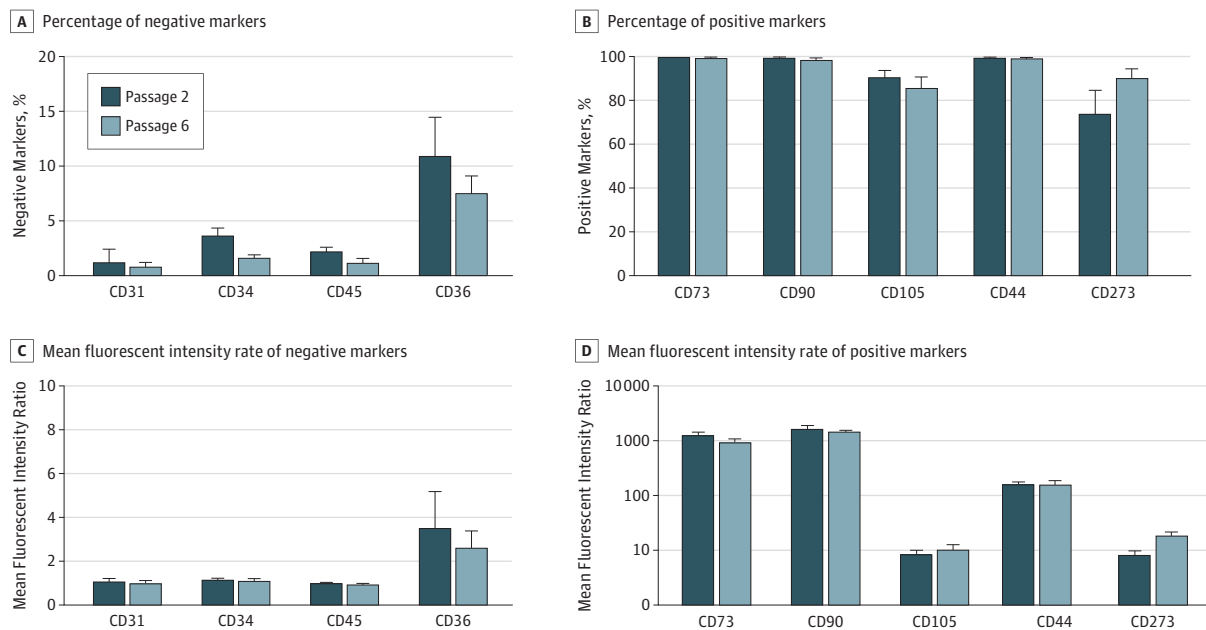 A Percentage of negative markers
Negative Markers, %
20
15
10
5
0
Passage 2
Passage 6
CD31 CD34 CD45 CD36
B Percentage of positive markers
Positive Markers, %
100
80
60
40
20
0
CD73 CD90 CD105 CD44 CD273
C Mean fluorescent intensity rate of negative markers
Mean Fluorescent Intensity Ratio
10
8
6
4
2
0
CD31 CD34 CD45 CD36
D Mean fluorescent intensity rate of positive markers
Mean Fluorescent Intensity Ratio
10 000
1000
100
10
0
CD73 CD90 CD105 CD44 CD273